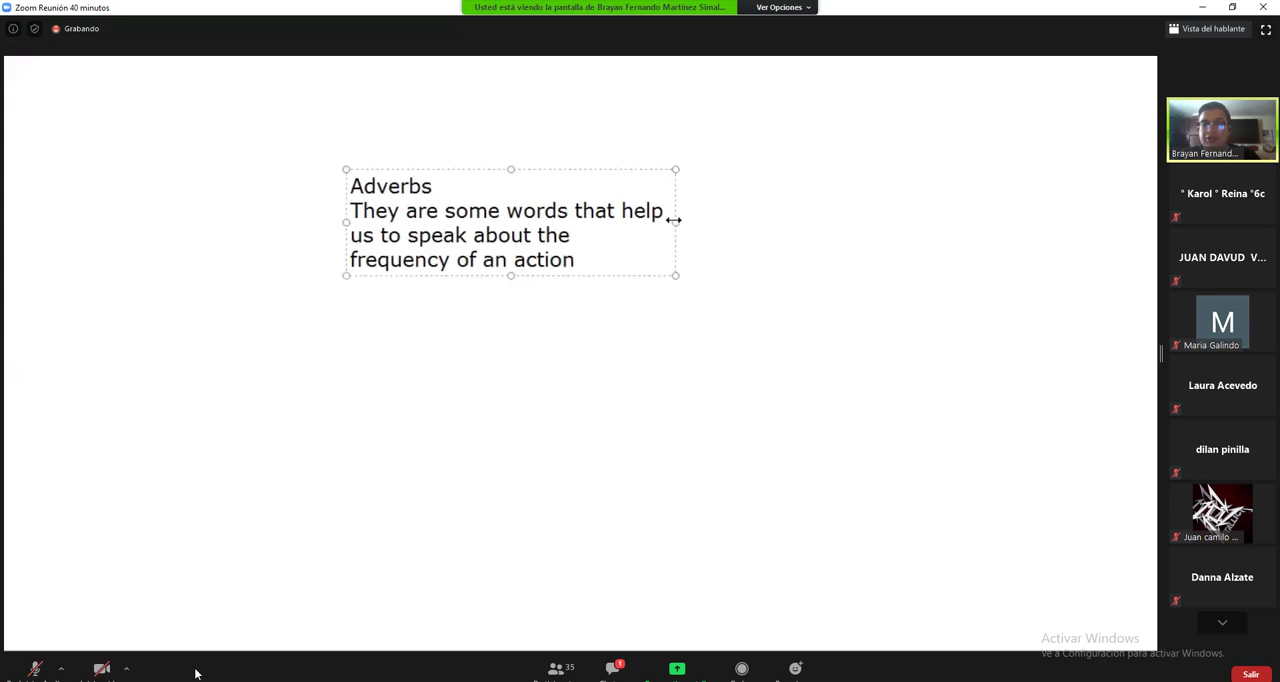 Zoom Reunión 40 minutos
Usted está viendo la pantalla de Brayan Fernando Martinez Simal...
Ver Opciones
Grabando
Vista del hablante
Adverbs
They are some words that help
us to speak about the
frequency of an action
Brayan Fernand...
° Karol ° Reina °6c
JUAN DAVUD V...
M
Maria Galindo
Laura Acevedo
dilan pinilla
Juan camilo ...
Danna Alzate
Activar Windows
Ve a Configuración para activar Windows.
35
1
Salir